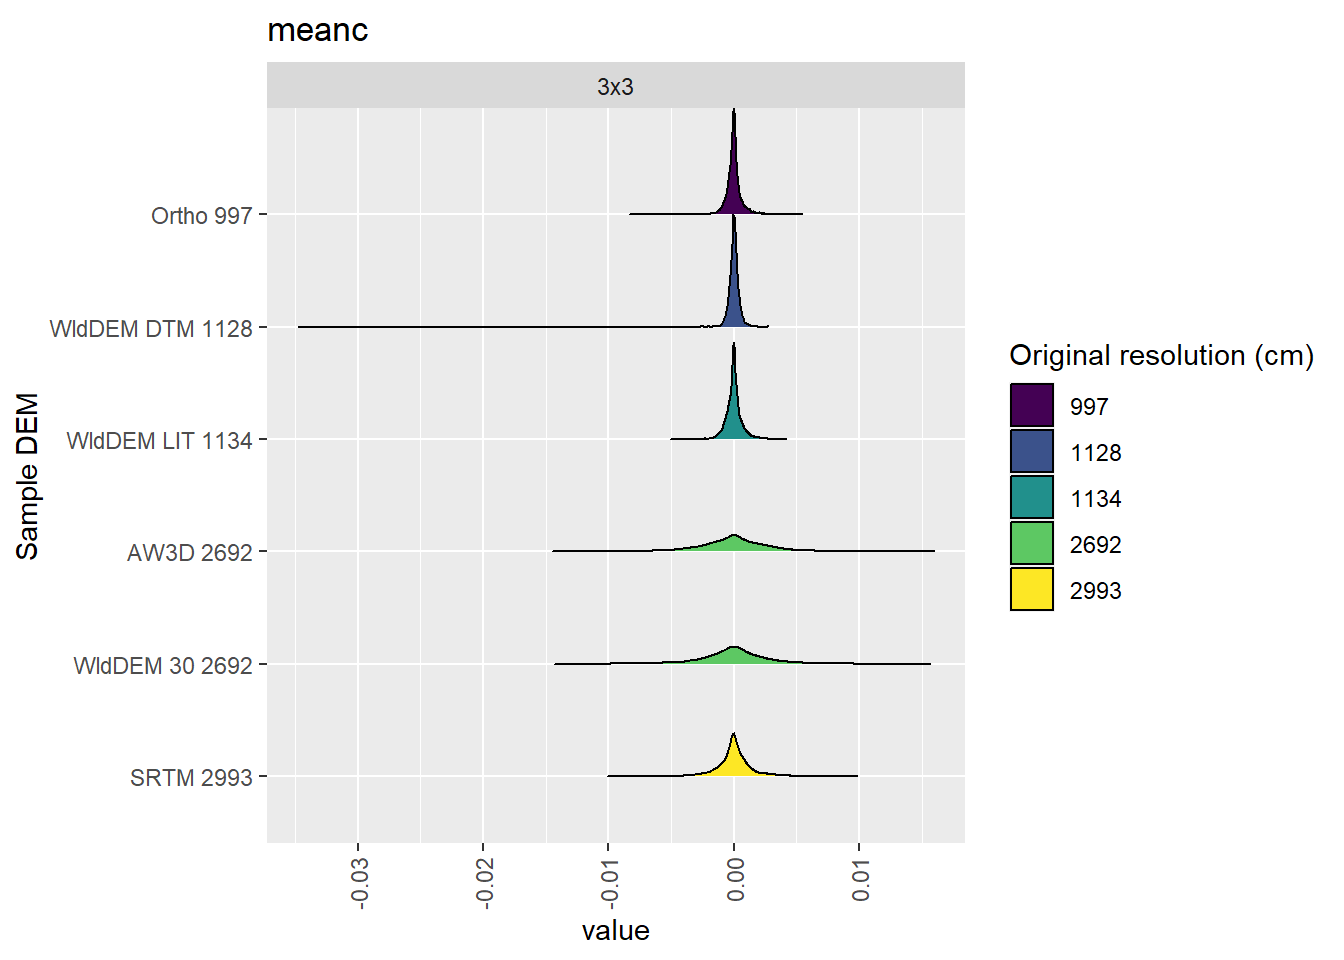 meanc
3x3
Ortho 997
WldDEM DTM 1128
WldDEM LIT 1134
AW3D 2692
WldDEM 30 2692
SRTM 2993
Sample DEM
-0.03
-0.02
-0.01
0.00
0.01
value
Original resolution (cm)
997
1128
1134
2692
2993